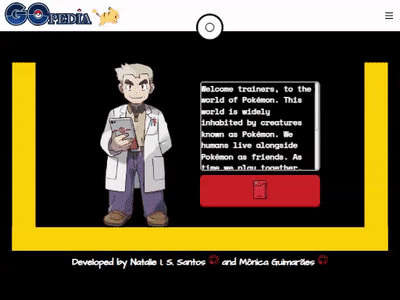 GOPEDIA
Welcome trainers, to the
world of Pokémon. This
world is widely
inhabited by creatures
known as Pokémon. We
humans live alongside
Pokémon as friends. As
time we play together,
Developed by Natalie I. S. Santos and Mônica Guimarães